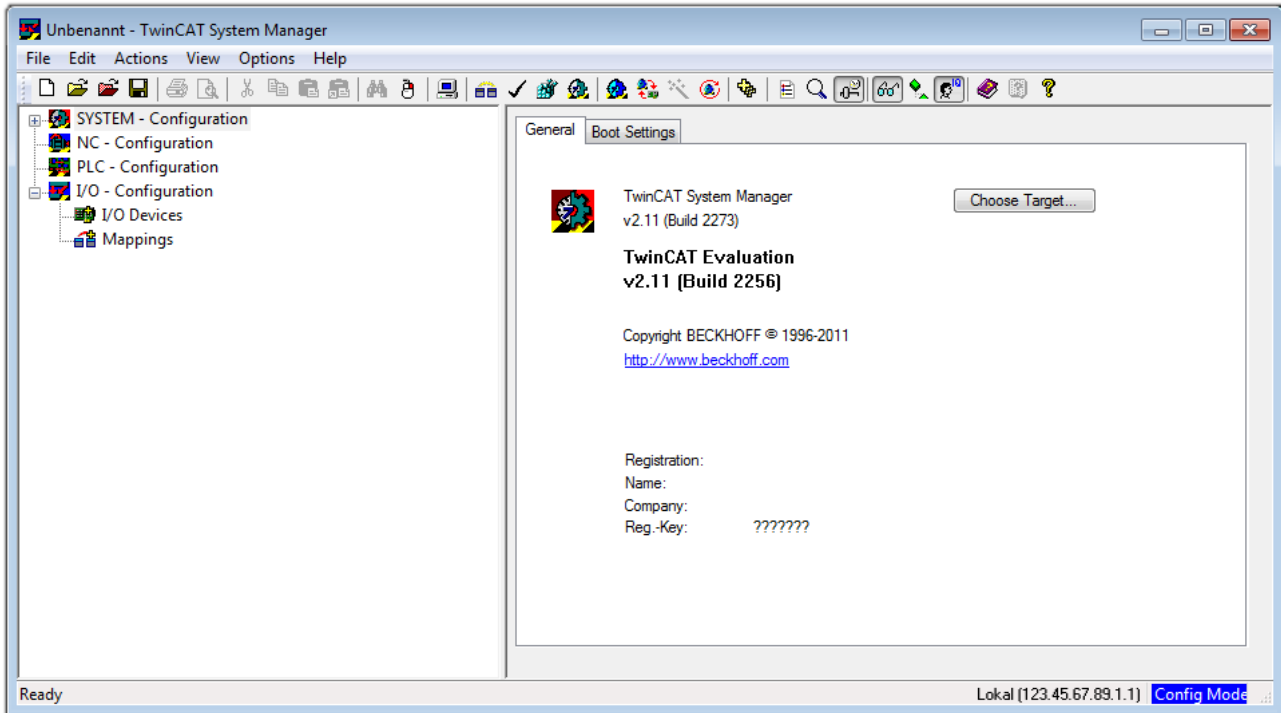 Unbenannt - TwinCAT System Manager
File Edit Actions View Options Help
SYSTEM - Configuration
NC - Configuration
PLC - Configuration
I/O - Configuration
I/O Devices
Mappings
General Boot Settings
TwinCAT System Manager
v2.11 (Build 2273)
Choose Target...
TwinCAT Evaluation
v2.11 (Build 2256)
Copyright BECKHOFF © 1996-2011
http://www.beckhoff.com
Registration:
Name:
Company:
Reg.-Key: ???????
Ready Lokal (123.45.67.89.1.1) Config Mode